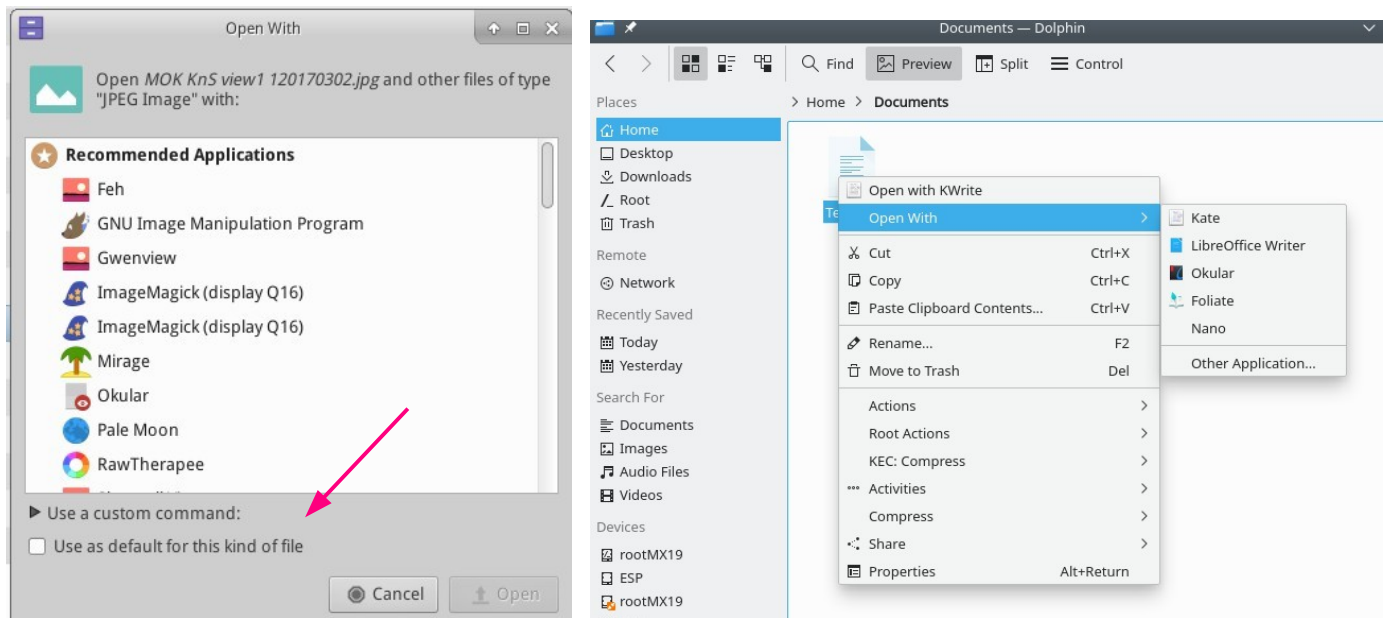 Open With
Open MOK KnS view1 120170302.jpg and other files of type
"JPEG Image" with:
Recommended Applications
Feh
GNU Image Manipulation Program
Gwenview
ImageMagick (display Q16)
ImageMagick (display Q16)
Mirage
Okular
Pale Moon
RawTherapee
Use a custom command:
Use as default for this kind of file
Cancel
Open
Documents — Dolphin
Find
Preview
Split
Control
Places
Home
Desktop
Downloads
Root
Trash
Remote
Network
Recently Saved
Today
Yesterday
Search For
Documents
Images
Audio Files
Videos
Devices
rootMX19
ESP
rootMX19
> Home > Documents
Te
Open with KWrite
Open With
Cut Ctrl+X
Copy Ctrl+C
Paste Clipboard Contents... Ctrl+V
Rename... F2
Move to Trash Del
Actions
Root Actions
KEC: Compress
Activities
Compress
Share
Properties Alt+Return
Kate
LibreOffice Writer
Okular
Foliate
Nano
Other Application...